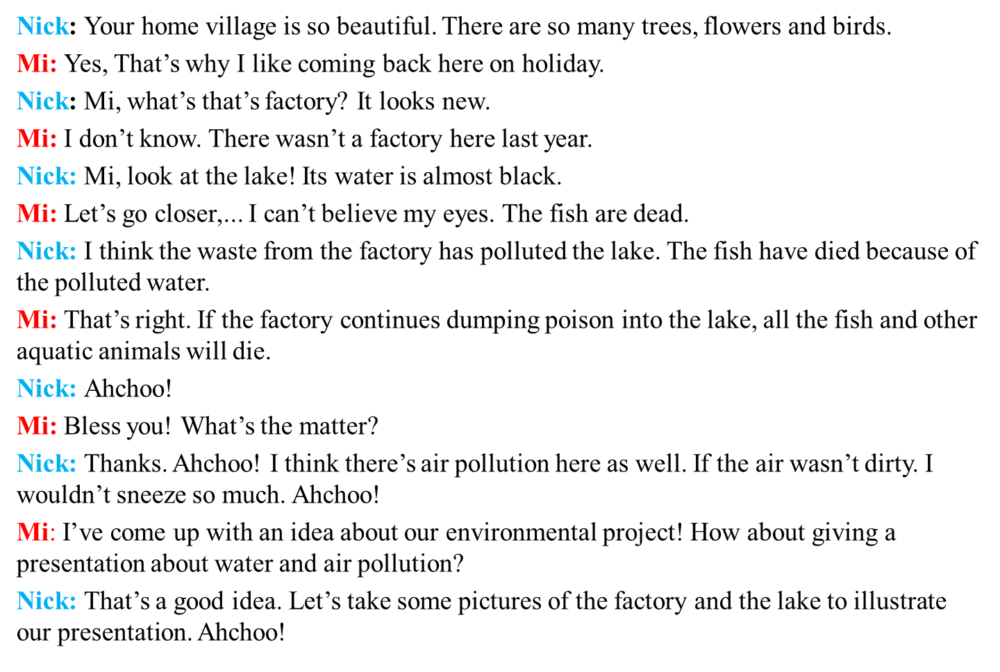 Nick: Your home village is so beautiful. There are so many trees, flowers and birds.
Mi: Yes, That’s why I like coming back here on holiday.
Nick: Mi, what’s that’s factory? It looks new.
Mi: I don’t know. There wasn’t a factory here last year.
Nick: Mi, look at the lake! Its water is almost black.
Mi: Let’s go closer,... I can’t believe my eyes. The fish are dead.
Nick: I think the waste from the factory has polluted the lake. The fish have died because of
the polluted water.
Mi: That’s right. If the factory continues dumping poison into the lake, all the fish and other
aquatic animals will die.
Nick: Ahchoo!
Mi: Bless you! What’s the matter?
Nick: Thanks. Ahchoo! I think there’s air pollution here as well. If the air wasn’t dirty. I
wouldn’t sneeze so much. Ahchoo!
Mi: I’ve come up with an idea about our environmental project! How about giving a
presentation about water and air pollution?
Nick: That’s a good idea. Let’s take some pictures of the factory and the lake to illustrate
our presentation. Ahchoo!